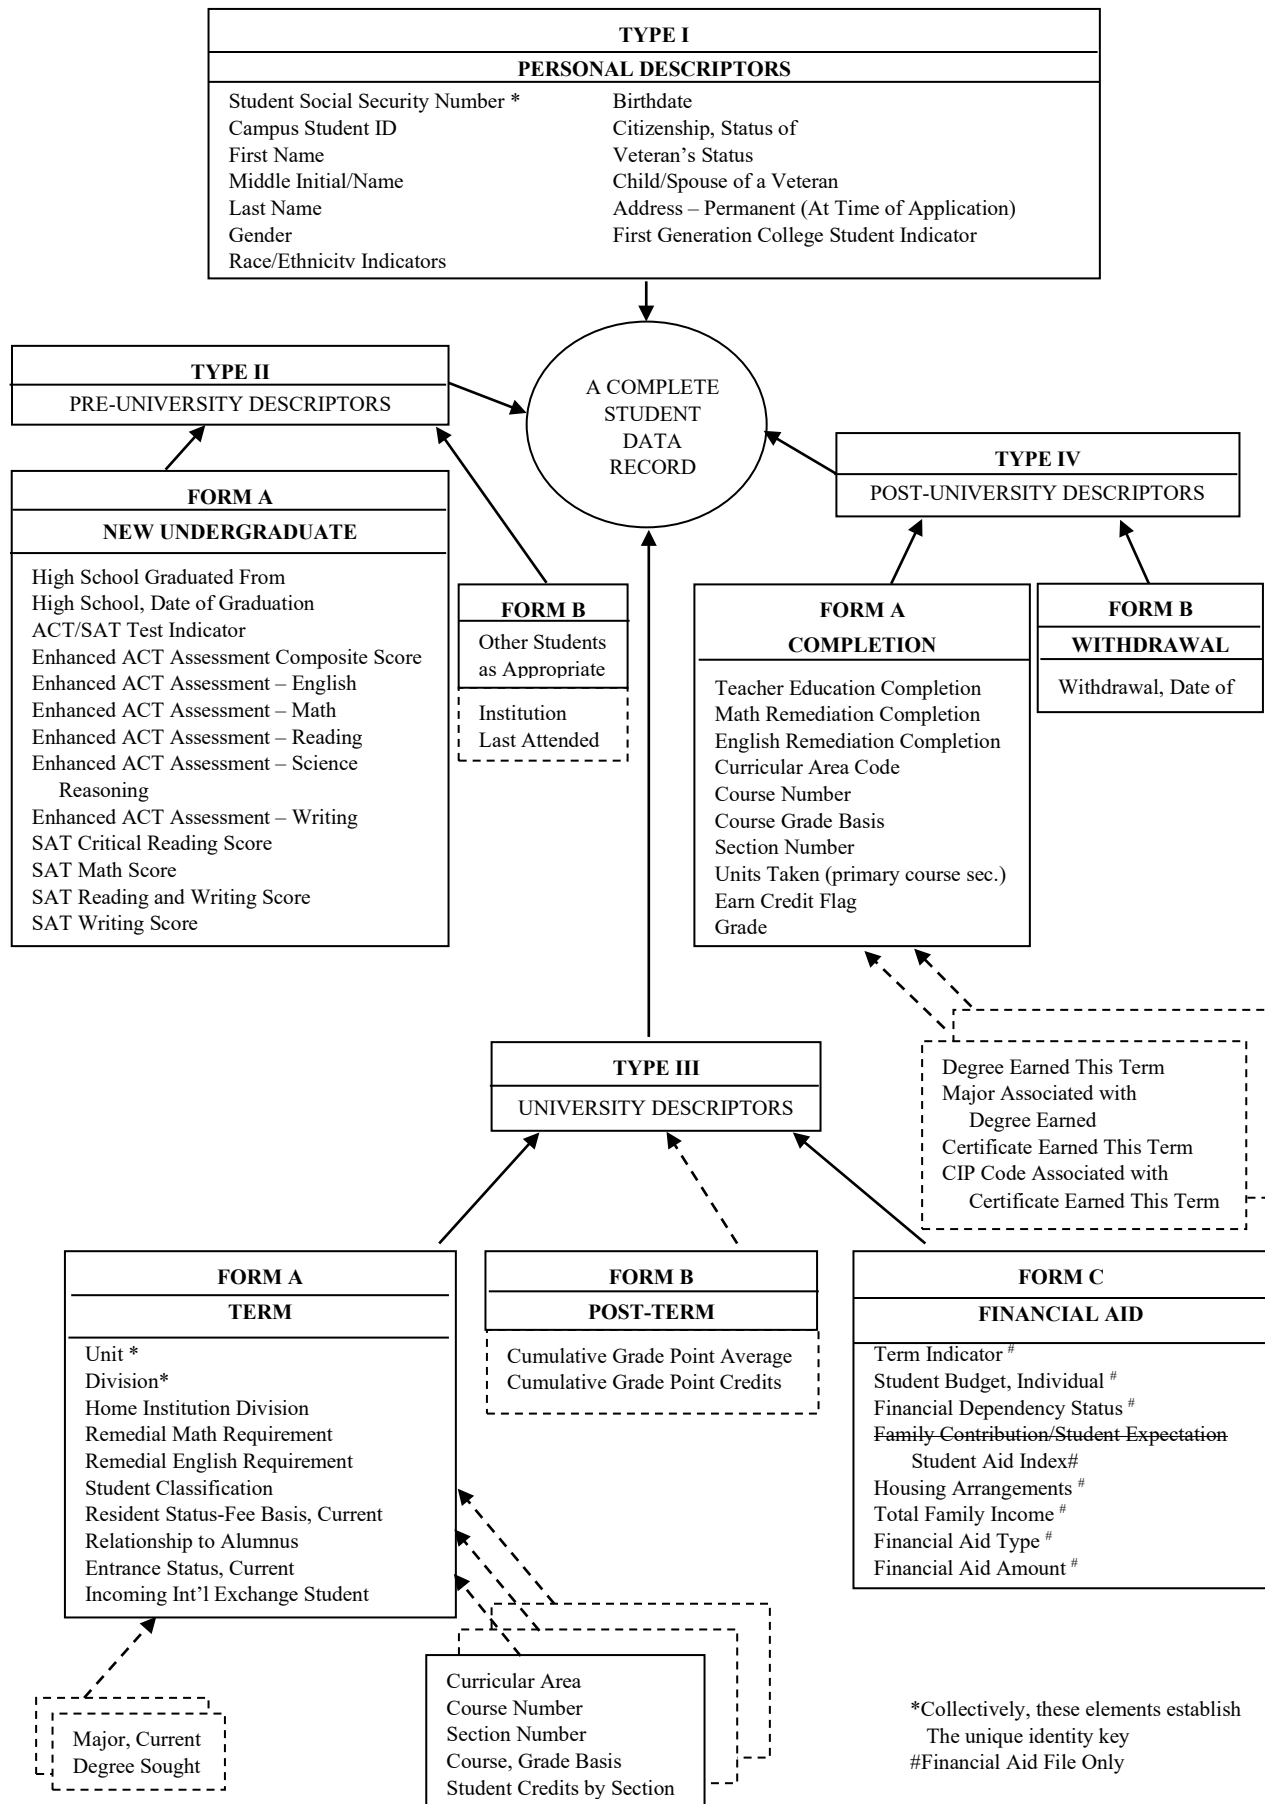 TYPE I
PERSONAL DESCRIPTORS
Student Social Security Number *
Campus Student ID
First Name
Middle Initial/Name
Last Name
Gender
Race/Ethnicity Indicators
Birthdate
Citizenship, Status of
Veteran’s Status
Child/Spouse of a Veteran
Address – Permanent (At Time of Application)
First Generation College Student Indicator
A COMPLETE
STUDENT
DATA
RECORD
TYPE II
PRE-UNIVERSITY DESCRIPTORS
FORM A
NEW UNDERGRADUATE
High School Graduated From
High School, Date of Graduation
ACT/SAT Test Indicator
Enhanced ACT Assessment Composite Score
Enhanced ACT Assessment – English
Enhanced ACT Assessment – Math
Enhanced ACT Assessment – Reading
Enhanced ACT Assessment – Science
Reasoning
Enhanced ACT Assessment – Writing
SAT Critical Reading Score
SAT Math Score
SAT Reading and Writing Score
SAT Writing Score
FORM B
Other Students
as Appropriate
Institution
Last Attended
TYPE IV
POST-UNIVERSITY DESCRIPTORS
FORM A
COMPLETION
Teacher Education Completion
Math Remediation Completion
English Remediation Completion
Curricular Area Code
Course Number
Course Grade Basis
Section Number
Units Taken (primary course sec.)
Earn Credit Flag
Grade
FORM B
WITHDRAWAL
Withdrawal, Date of
Degree Earned This Term
Major Associated with
Degree Earned
Certificate Earned This Term
CIP Code Associated with
Certificate Earned This Term
TYPE III
UNIVERSITY DESCRIPTORS
FORM A
TERM
Unit *
Division*
Home Institution Division
Remedial Math Requirement
Remedial English Requirement
Student Classification
Resident Status-Fee Basis, Current
Relationship to Alumnus
Entrance Status, Current
Incoming Int’l Exchange Student
FORM B
POST-TERM
Cumulative Grade Point Average
Cumulative Grade Point Credits
FORM C
FINANCIAL AID
Term Indicator #
Student Budget, Individual #
Financial Dependency Status #
Family Contribution/Student Expectation
Student Aid Index#
Housing Arrangements #
Total Family Income #
Financial Aid Type #
Financial Aid Amount #
Major, Current
Degree Sought
Curricular Area
Course Number
Section Number
Course, Grade Basis
Student Credits by Section
*Collectively, these elements establish
The unique identity key
#Financial Aid File Only